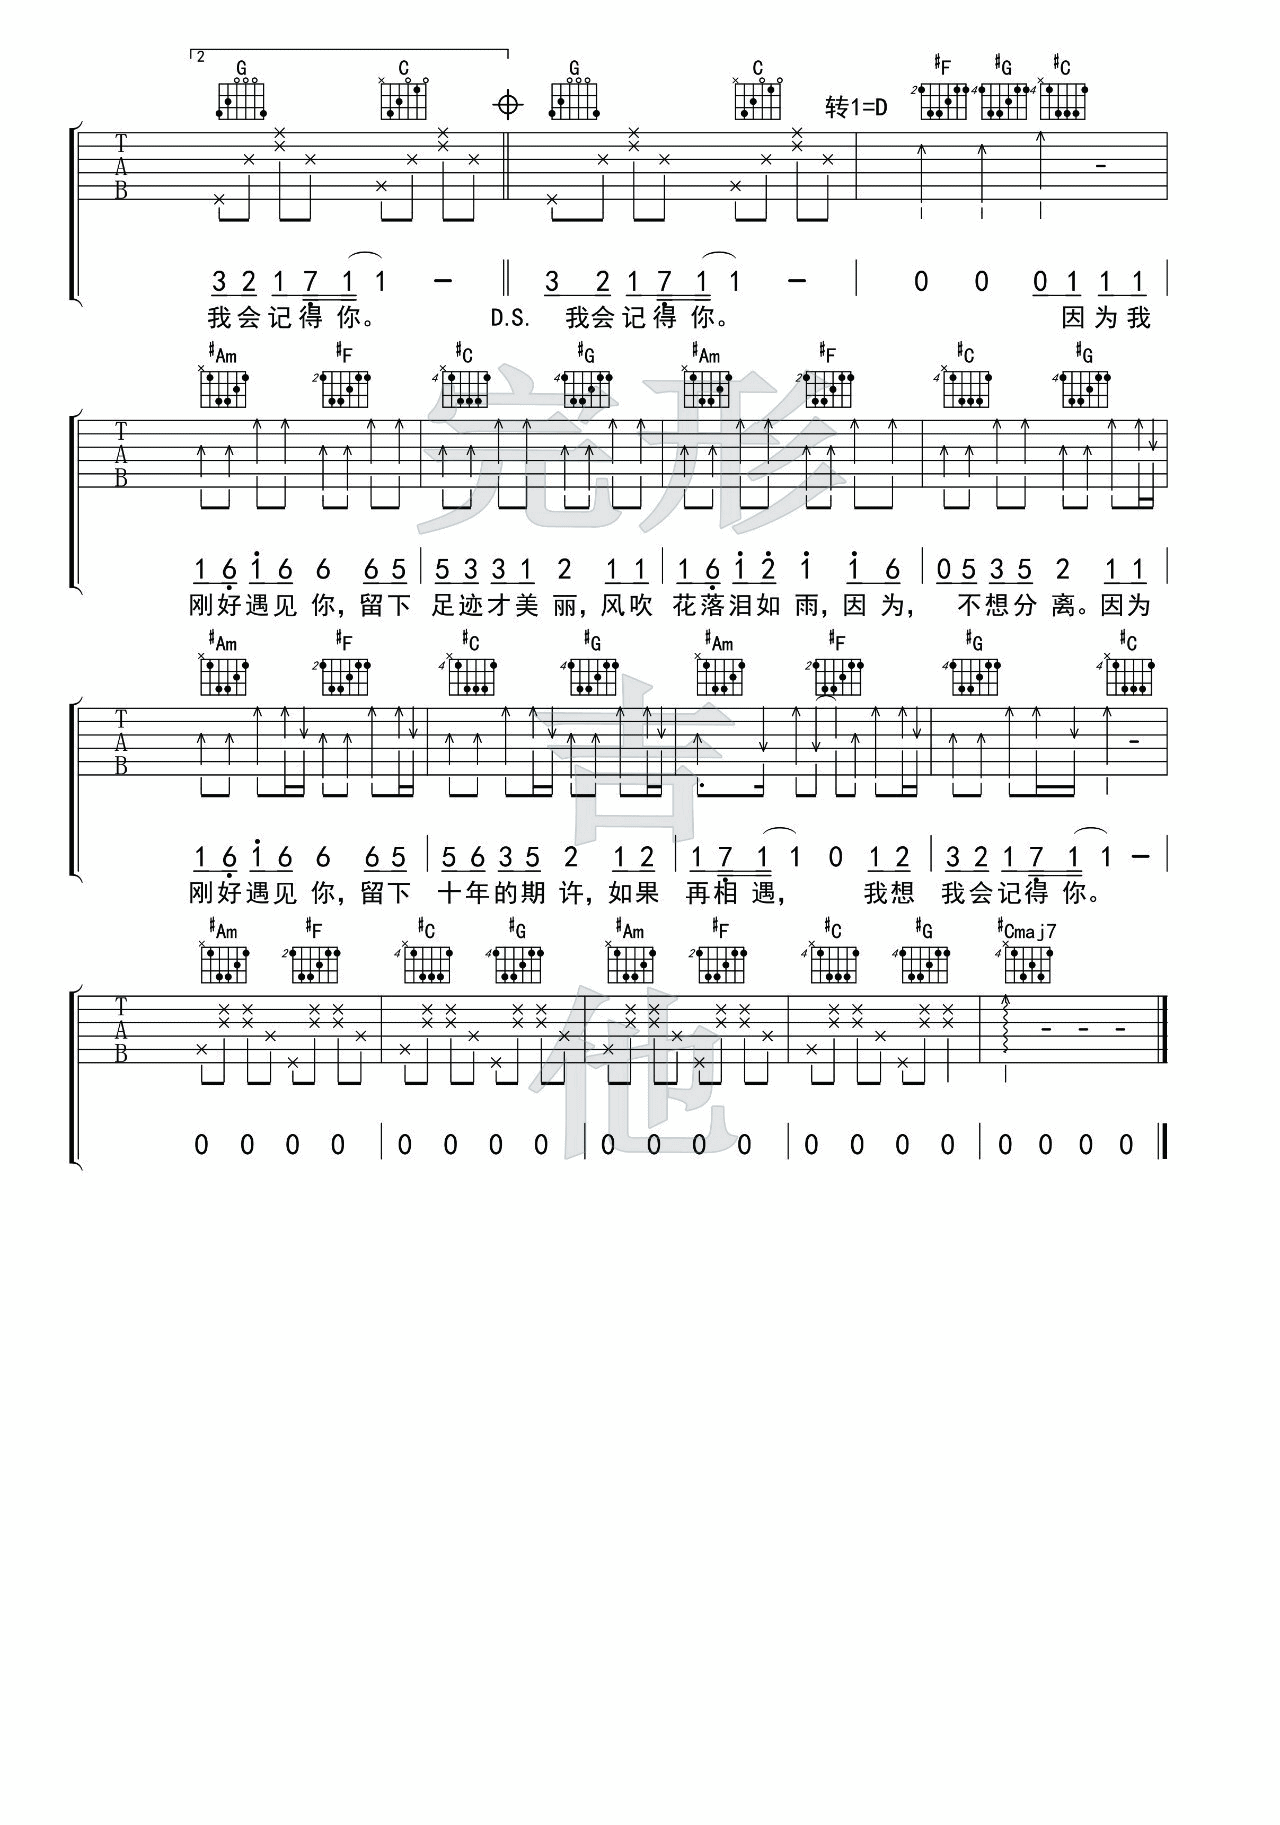 2
G C G C 转1=D #F #G #C
T
A
B
3 2 1 7 1 1 - 3 2 1 7 1 1 - 0 0 0 1 1 1
我会记得你。 D.S. 我会记得你。 因为我
#Am #F #C #G #Am #F #C #G
T
A
B
1 6 1 6 6 6 5 5 3 3 1 2 1 1 1 6 1 2 1 1 6 0 5 3 5 2 1 1
刚好遇见你,留下 足迹才美丽,风吹 花落泪如雨,因为, 不想分离。因为
#Am #F #C #G #Am #F #G #C
T
A
B
1 6 1 6 6 6 5 5 6 3 5 2 1 2 1 7 1 1 0 1 2 3 2 1 7 1 1 -
刚好遇见你,留下 十年的期许,如果 再相遇, 我想 我会记得你。
#Am #F #C #G #Am #F #C #G #Cmaj7
T
A
B
0 0 0 0 0 0 0 0 0 0 0 0 0 0 0 0 0 0 0 0
完形
吉
他